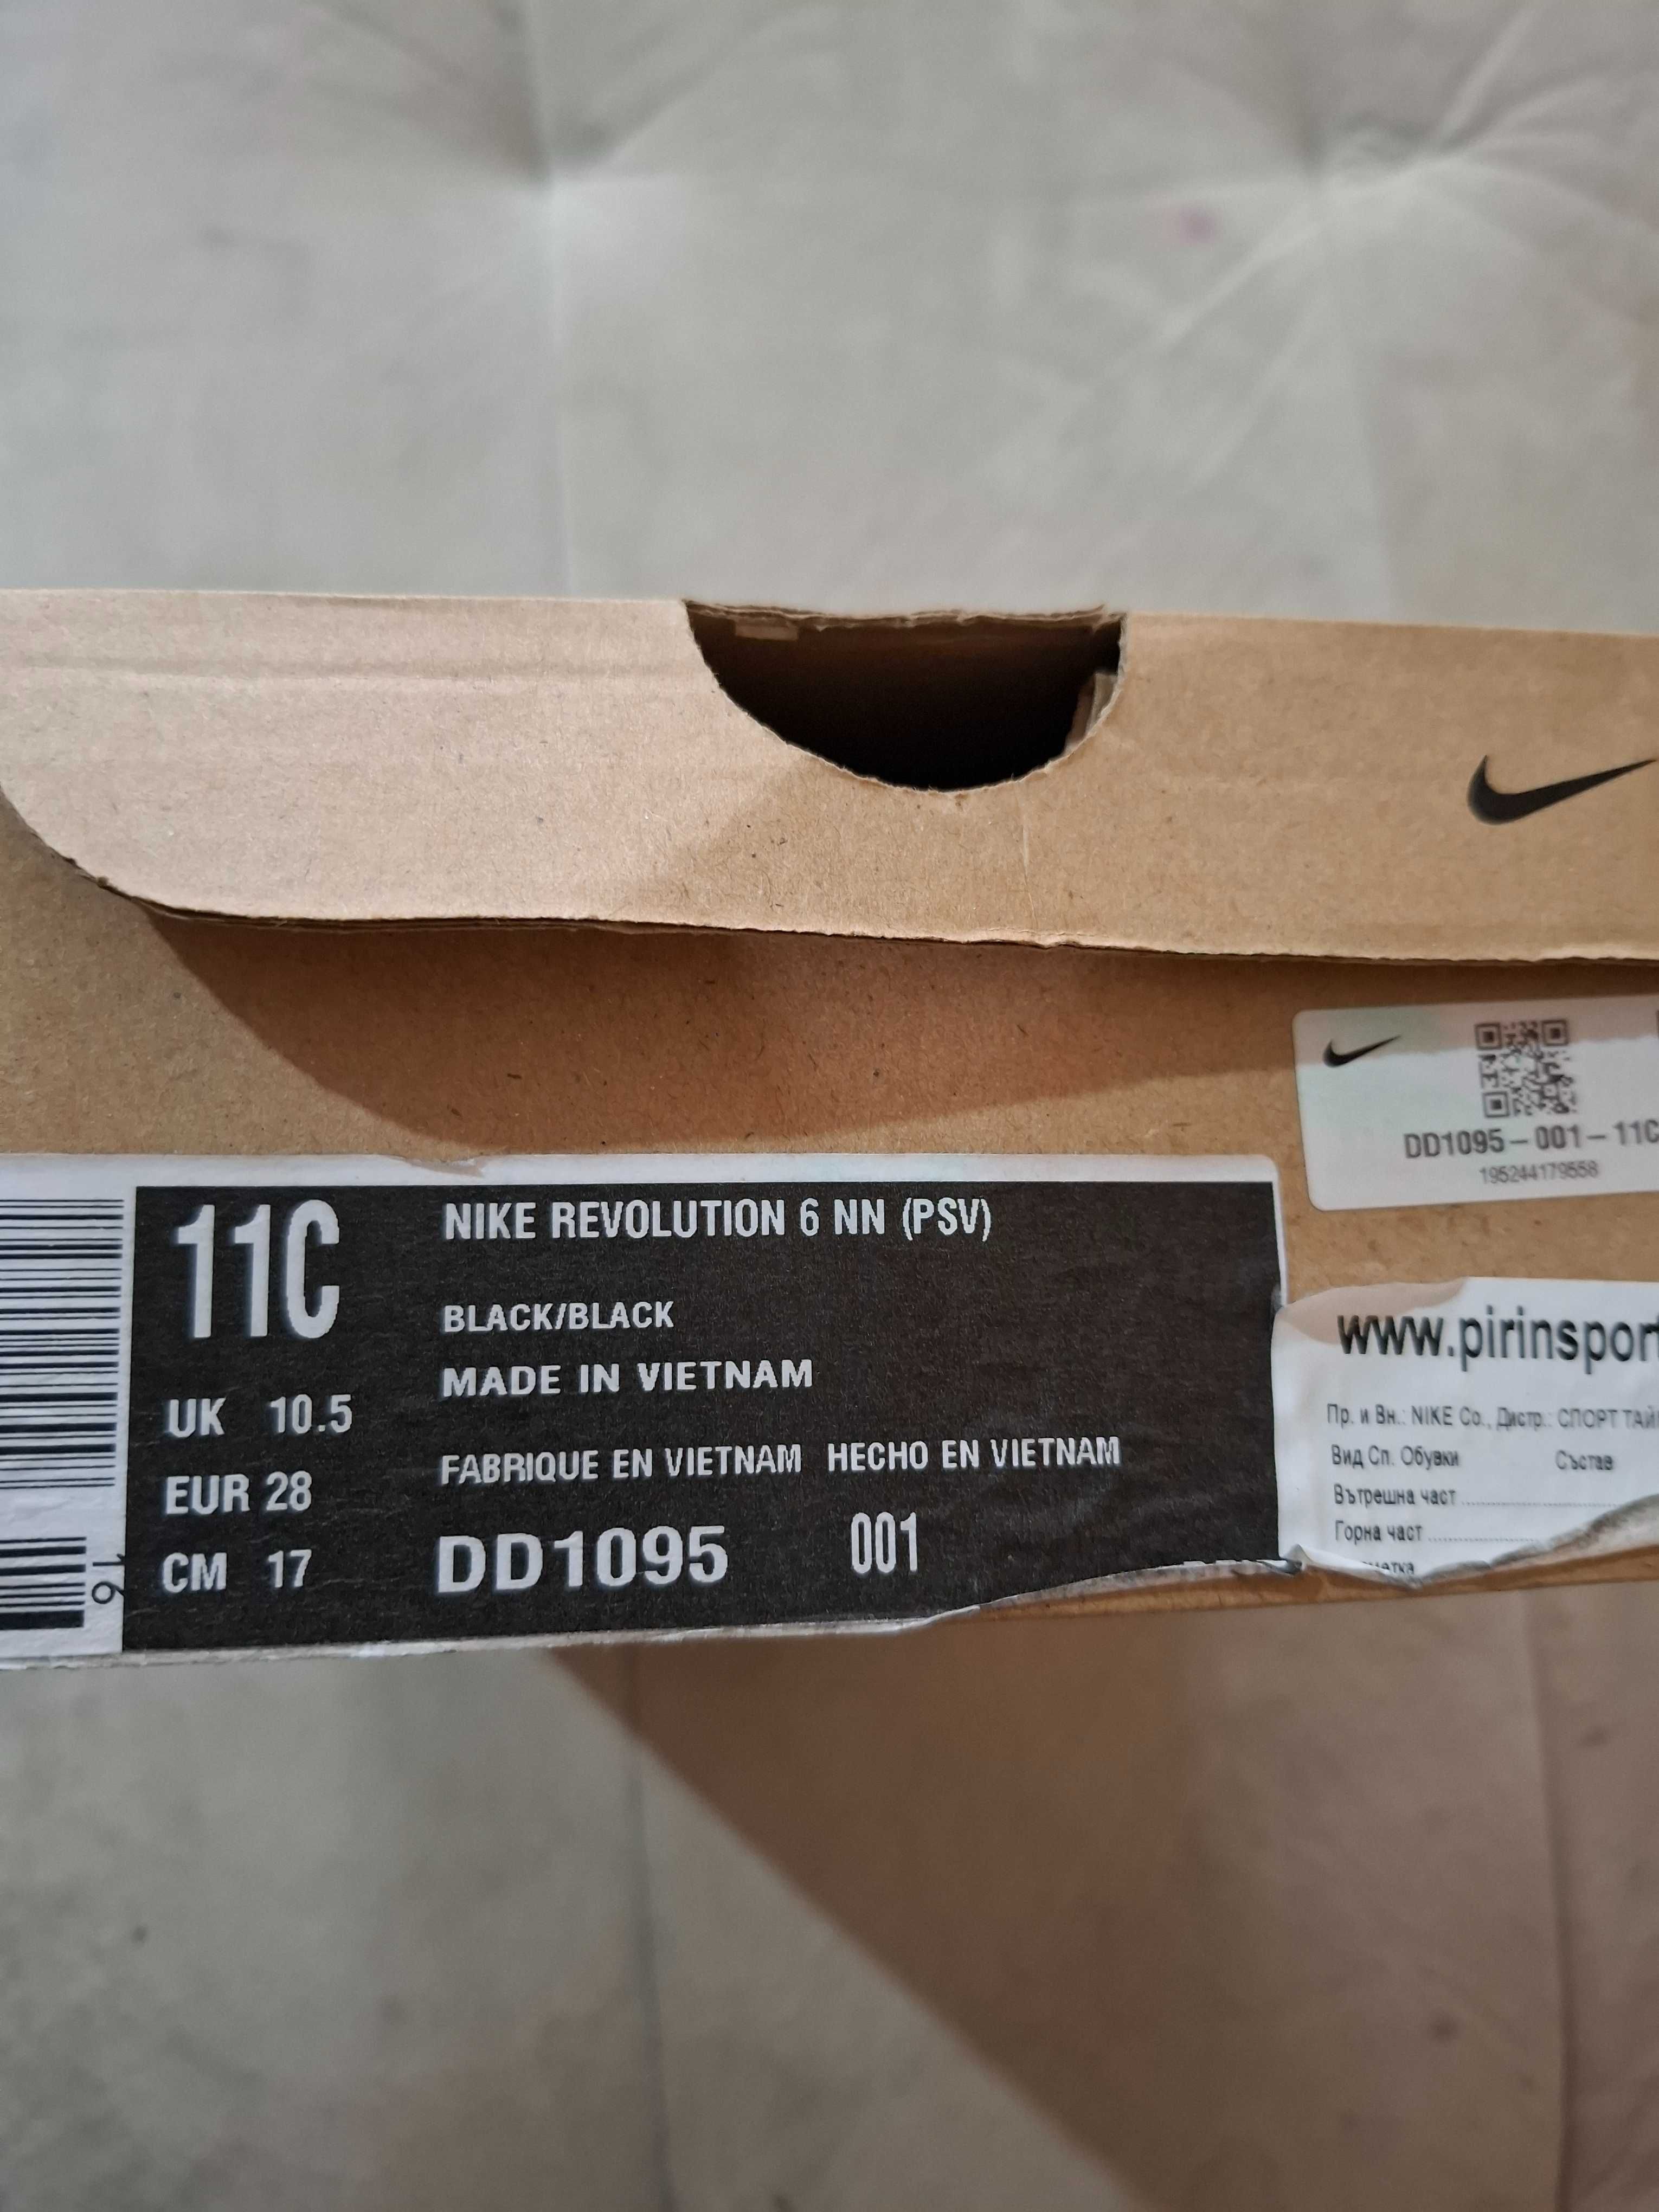 DD1095-001-11C
195244179558
11C
UK 10.5
EUR 28
CM 17
NIKE REVOLUTION 6 NN (PSV)
BLACK/BLACK
MADE IN VIETNAM
FABRIQUE EN VIETNAM HECHO EN VIETNAM
DD1095 001
16
www.pirinsport
Пр. и Вн.: NIKE Co., Дистр.: СПОРТ ТАЙ
Вид Сп. Обувки Състав
Вътрешна част
Горна част